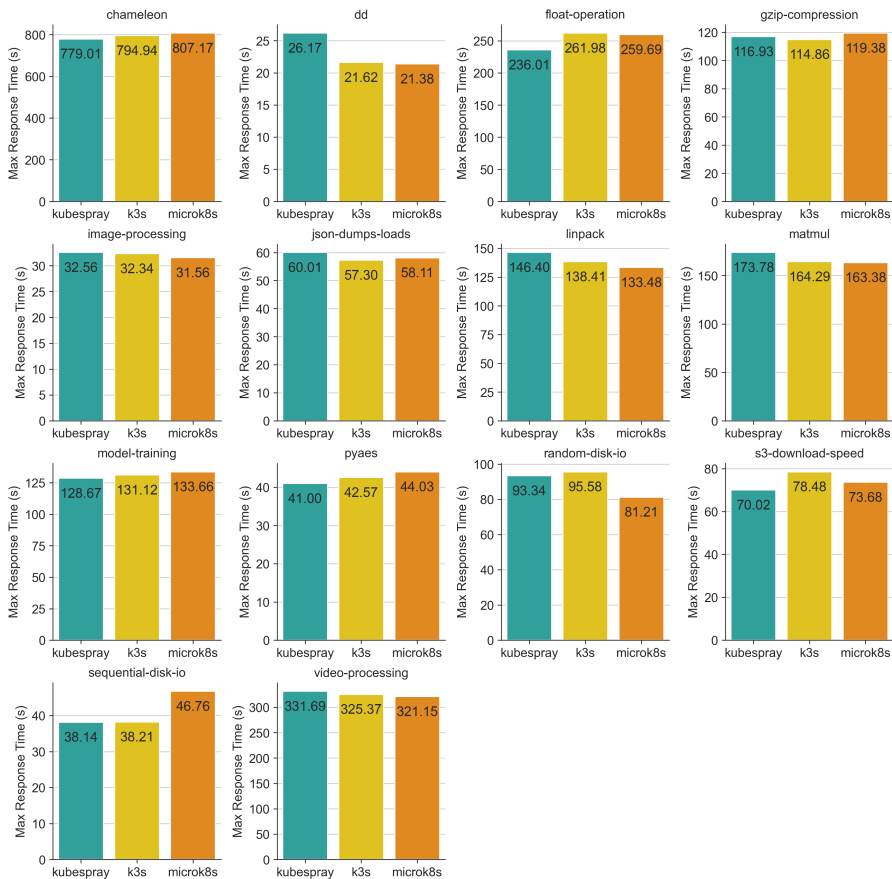 chameleon
Max Response Time (s)
800
600
400
200
0
779.01
794.94
807.17
kubespray
k3s
microk8s
dd
Max Response Time (s)
25
20
15
10
5
0
26.17
21.62
21.38
kubespray
k3s
microk8s
float-operation
Max Response Time (s)
250
200
150
100
50
0
236.01
261.98
259.69
kubespray
k3s
microk8s
gzip-compression
Max Response Time (s)
120
100
80
60
40
20
0
116.93
114.86
119.38
kubespray
k3s
microk8s
image-processing
Max Response Time (s)
30
25
20
15
10
5
0
32.56
32.34
31.56
kubespray
k3s
microk8s
json-dumps-loads
Max Response Time (s)
60
50
40
30
20
10
0
60.01
57.30
58.11
kubespray
k3s
microk8s
linpack
Max Response Time (s)
150
125
100
75
50
25
0
146.40
138.41
133.48
kubespray
k3s
microk8s
matmul
Max Response Time (s)
150
100
50
0
173.78
164.29
163.38
kubespray
k3s
microk8s
model-training
Max Response Time (s)
125
100
75
50
25
0
128.67
131.12
133.66
kubespray
k3s
microk8s
pyaes
Max Response Time (s)
40
30
20
10
0
41.00
42.57
44.03
kubespray
k3s
microk8s
random-disk-io
Max Response Time (s)
100
80
60
40
20
0
93.34
95.58
81.21
kubespray
k3s
microk8s
s3-download-speed
Max Response Time (s)
80
60
40
20
0
70.02
78.48
73.68
kubespray
k3s
microk8s
sequential-disk-io
Max Response Time (s)
40
30
20
10
0
38.14
38.21
46.76
kubespray
k3s
microk8s
video-processing
Max Response Time (s)
300
250
200
150
100
50
0
331.69
325.37
321.15
kubespray
k3s
microk8s